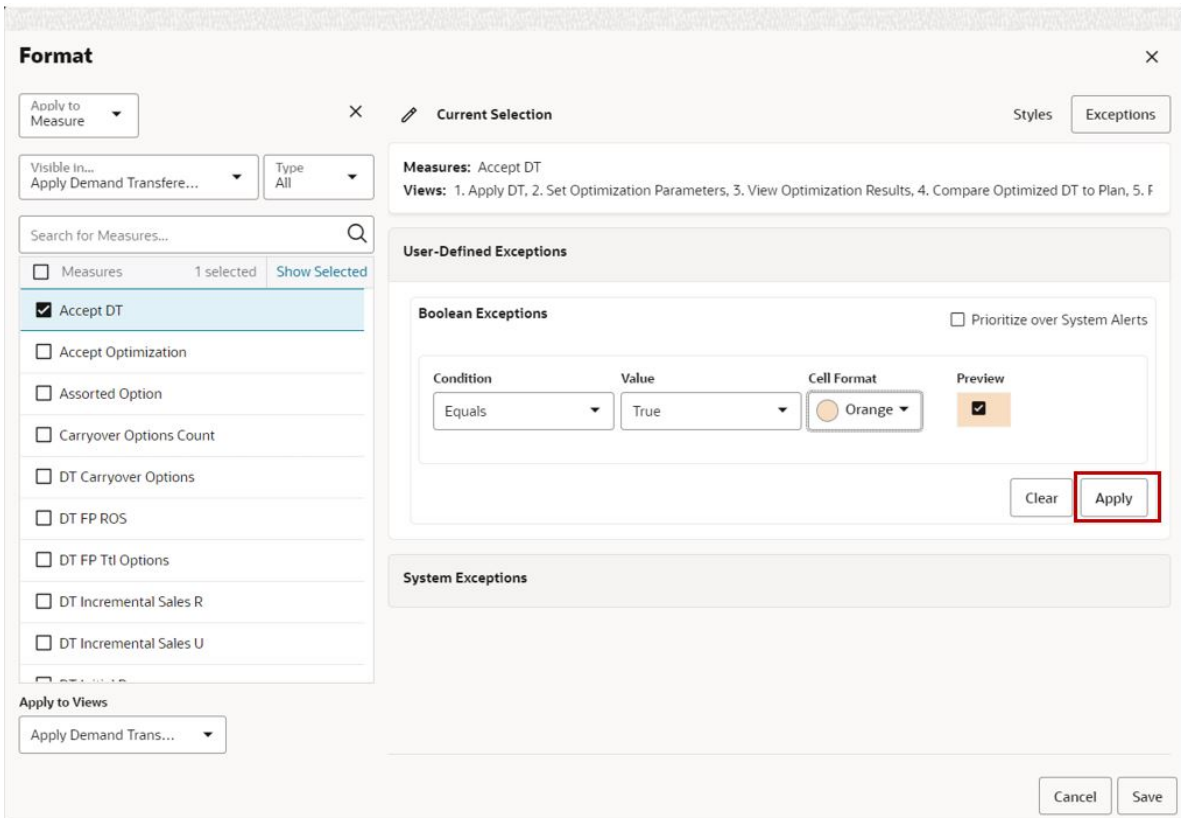 Format
Apply to
Measure
Visible in...
Apply Demand Transfere...
Type
All
Search for Measures...
Measures 1 selected Show Selected
Accept DT
Accept Optimization
Assorted Option
Carryover Options Count
DT Carryover Options
DT FP ROS
DT FP Ttl Options
DT Incremental Sales R
DT Incremental Sales U
Apply to Views
Apply Demand Trans...
Current Selection
Styles
Exceptions
Measures: Accept DT
Views: 1. Apply DT, 2. Set Optimization Parameters, 3. View Optimization Results, 4. Compare Optimized DT to Plan, 5.
User-Defined Exceptions
Boolean Exceptions
Prioritize over System Alerts
Condition Value Cell Format Preview
Equals True Orange
Clear Apply
System Exceptions
Cancel Save